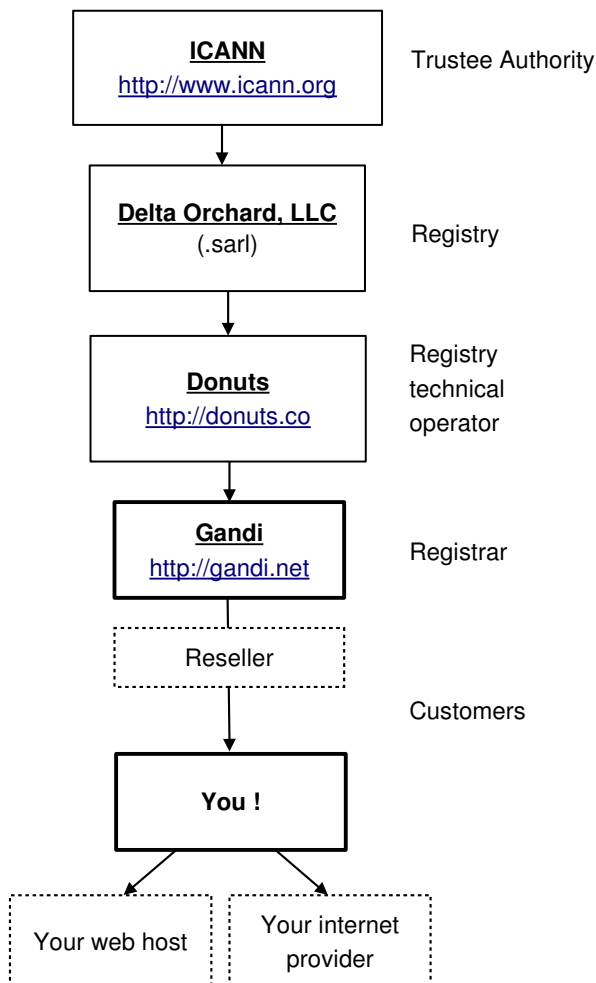 ICANN
http://www.icann.org
Trustee Authority
Delta Orchard, LLC
(.sarl)
Registry
Donuts
http://donuts.co
Registry
technical
operator
Gandi
http://gandi.net
Registrar
Reseller
Customers
You !
Your web host
Your internet
provider